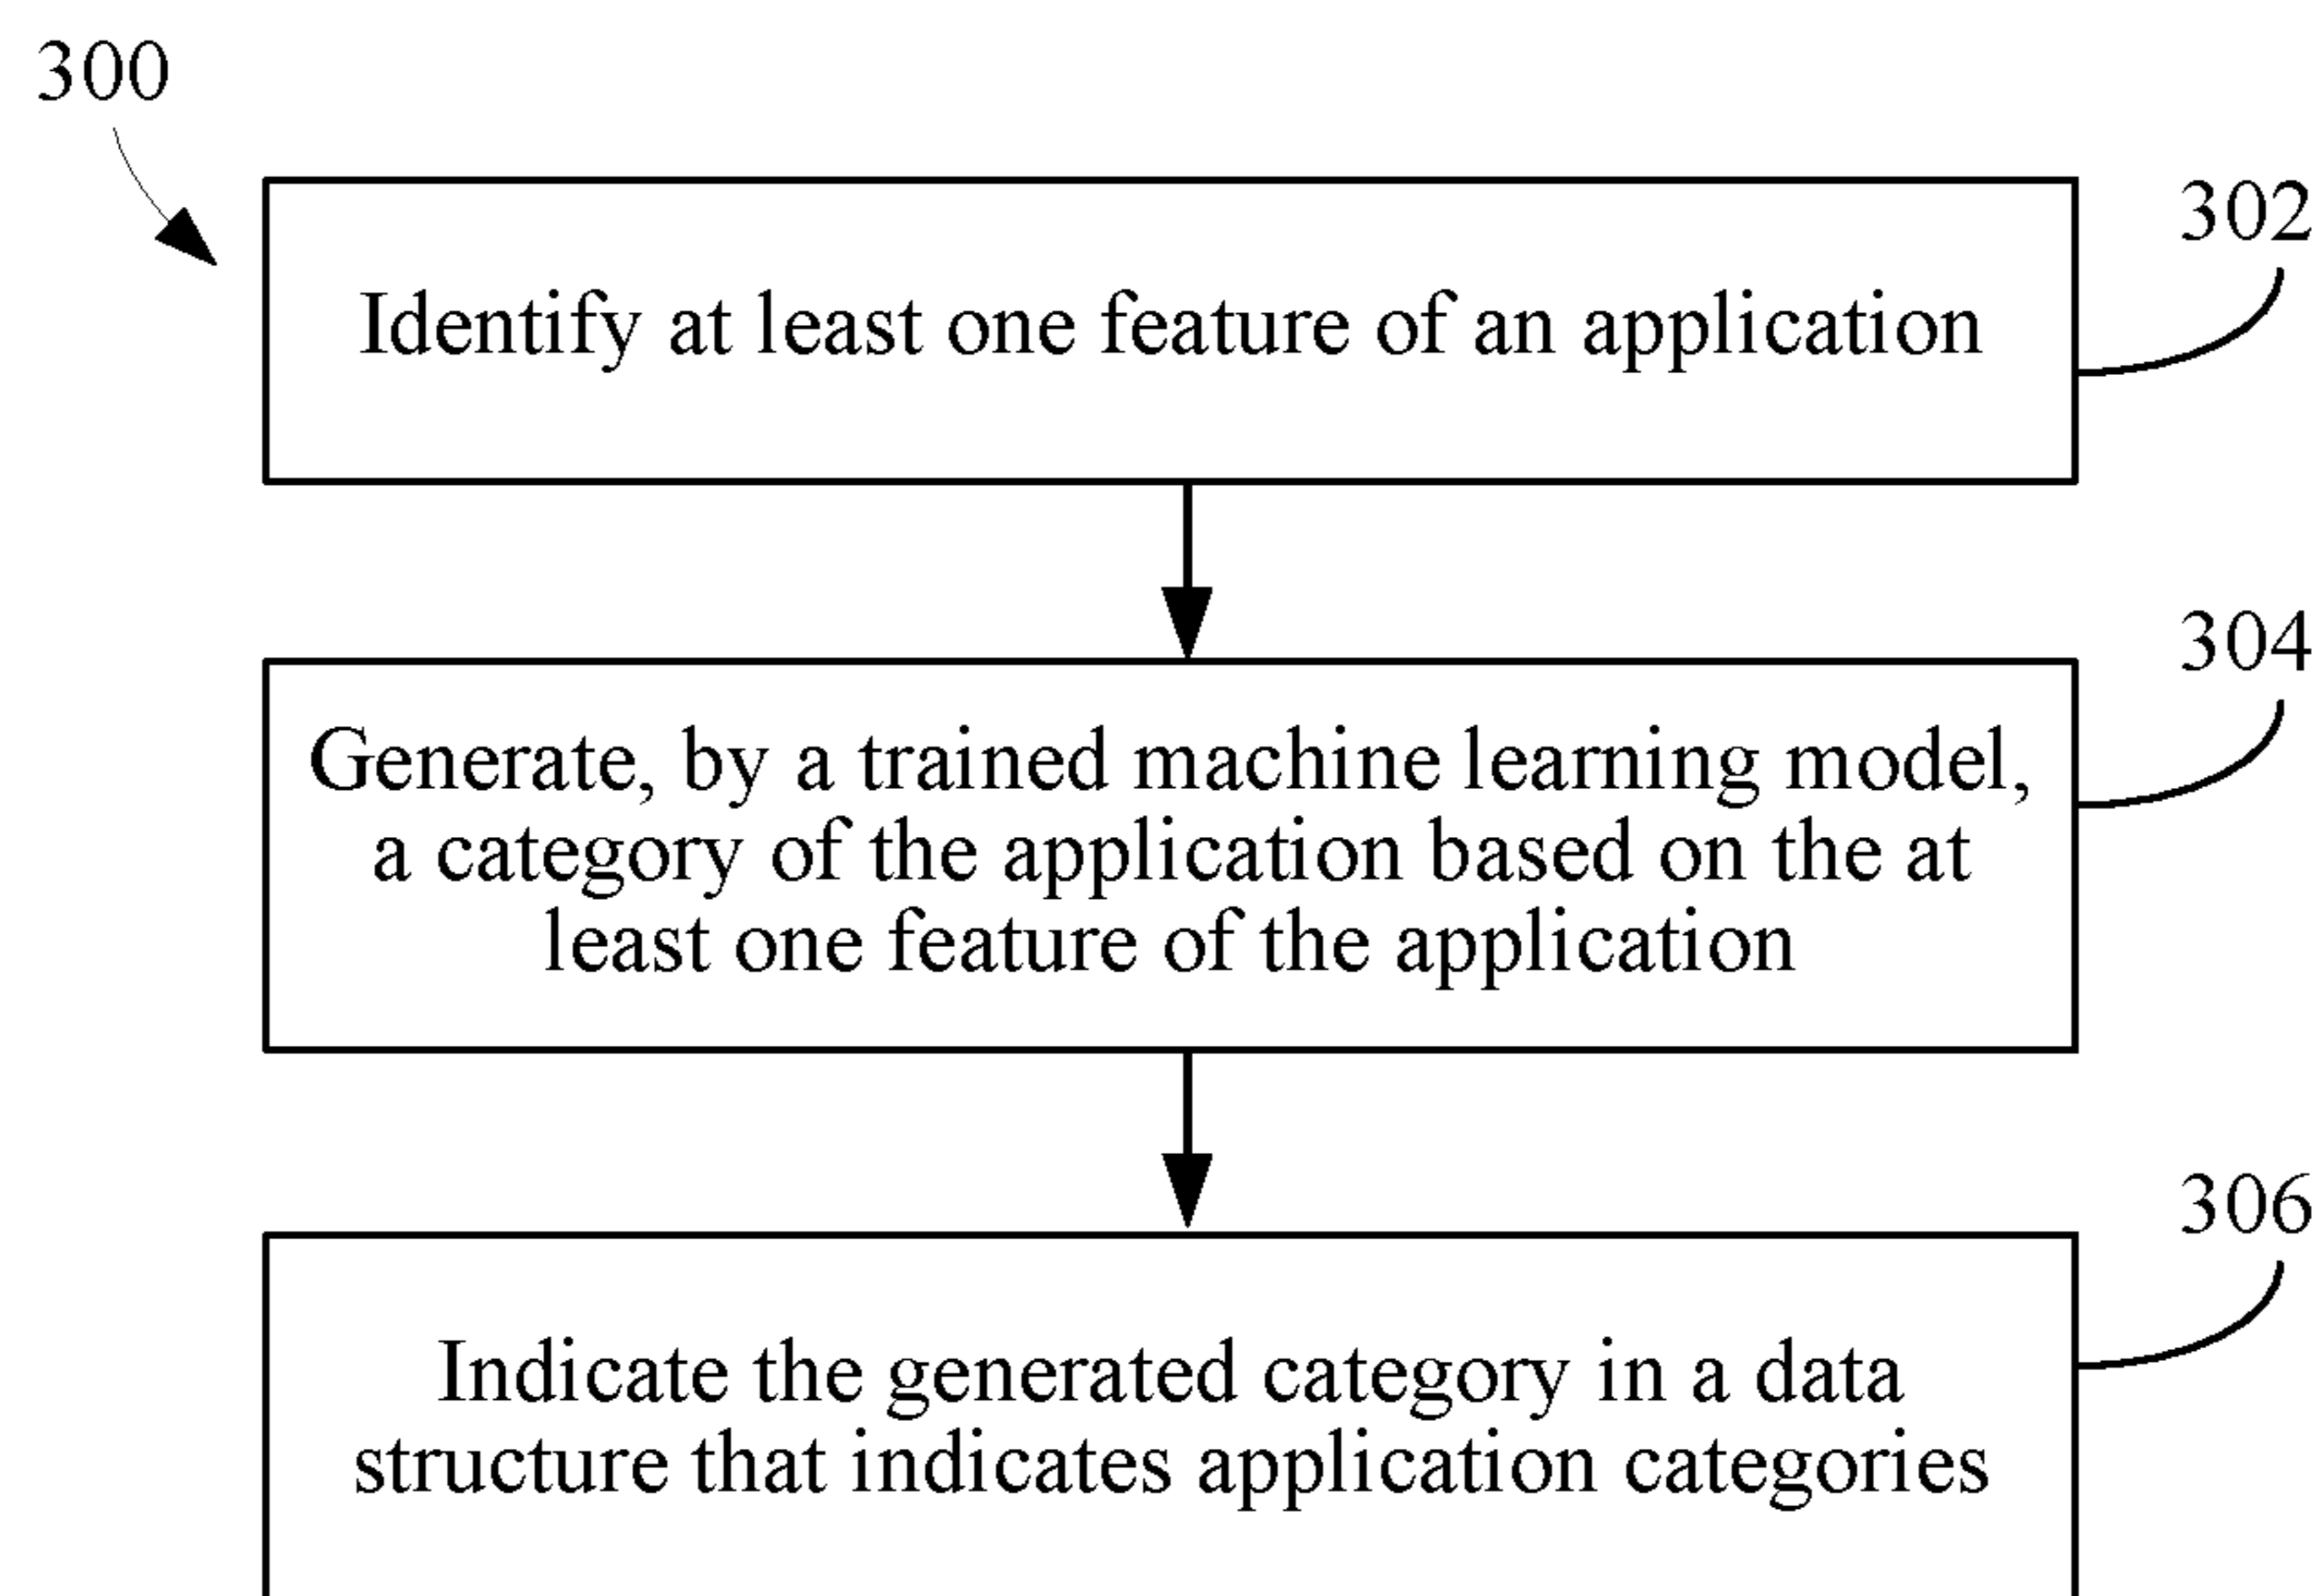 300
302
Identify at least one feature of an application
304
Generate, by a trained machine learning model,
a category of the application based on the at
least one feature of the application
306
Indicate the generated category in a data
structure that indicates application categories